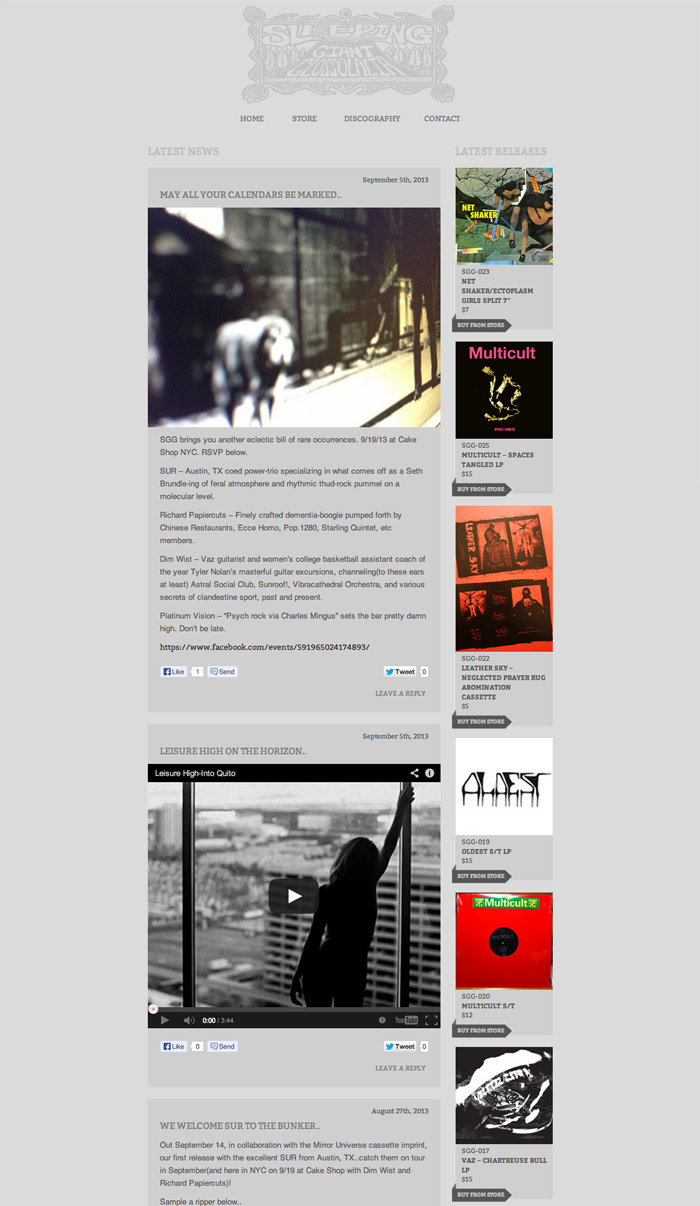 SLEEPING
GIANT
GLOSSOLALIA
HOME STORE DISCOGRAPHY CONTACT
LATEST NEWS
September 5th, 2013
MAY ALL YOUR CALENDARS BE MARKED..
SGG brings you another eclectic bill of rare occurrences. 9/19/13 at Cake
Shop NYC. RSVP below.
SUR – Austin, TX coed power-trio specializing in what comes off as a Seth
Brundle-ing of feral atmosphere and rhythmic thud-rock pummel on a
molecular level.
Richard Papiercuts – Finely crafted dementia-boogie pumped forth by
Chinese Restaurants, Ecce Homo, Pop.1280, Starling Quintet, etc
members.
Dim Wist – Vaz guitarist and women's college basketball assistant coach of
the year Tyler Nolan's masterful guitar excursions, channeling(to these ears
at least) Astral Social Club, Sunroof!, Vibracathedral Orchestra, and various
secrets of clandestine sport, past and present.
Platinum Vision – "Psych rock via Charles Mingus" sets the bar pretty damn
high. Don't be late.
https://www.facebook.com/events/591965024174893/
Like 1 Send Tweet 0
LEAVE A REPLY
September 5th, 2013
LEISURE HIGH ON THE HORIZON..
Leisure High-Into Quito
0:00 / 3:44 YouTube
Like 0 Send Tweet 0
LEAVE A REPLY
August 27th, 2013
WE WELCOME SUR TO THE BUNKER..
Out September 14, in collaboration with the Mirror Universe cassette imprint,
our first release with the excellent SUR from Austin, TX..catch them on tour
in September(and here in NYC on 9/19 at Cake Shop with Dim Wist and
Richard Papiercuts)!
Sample a ripper below..
LATEST RELEASES
NET
SHAKER
SGG-023
NET
SHAKER/ECTOPLASM
GIRLS SPLIT 7"
$7
BUY FROM STORE
Multicult
SPACES TANGLED
SGG-025
MULTICULT – SPACES
TANGLED LP
$15
BUY FROM STORE
LEATHER SKY
SGG-022
LEATHER SKY –
NEGLECTED PRAYER RUG
ABOMINATION
CASSETTE
$5
BUY FROM STORE
OLDEST
SGG-019
OLDEST S/T LP
$15
BUY FROM STORE
Multicult
SGG-020
MULTICULT S/T
$12
BUY FROM STORE
SGG-017
VAZ – CHARTREUSE BULL
LP
$15
BUY FROM STORE